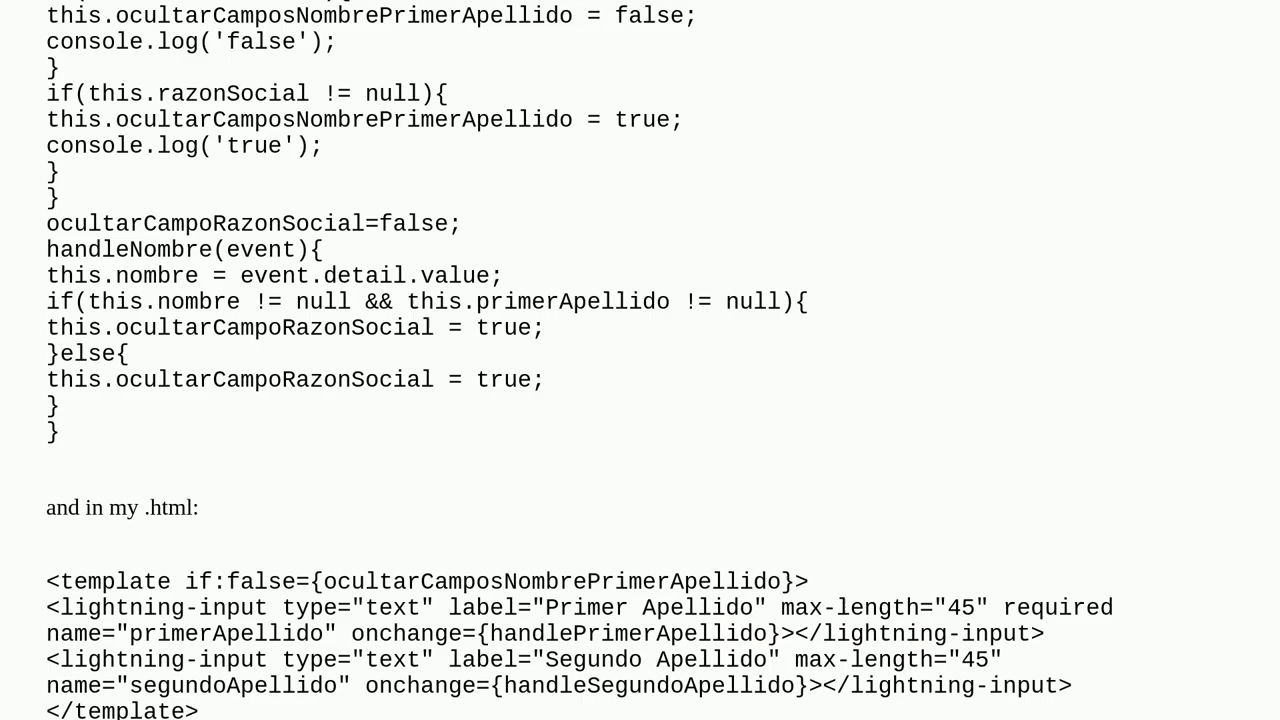 this.ocultarCamposNombrePrimerApellido = false;
console.log('false');
}
if(this.razonSocial != null){
this.ocultarCamposNombrePrimerApellido = true;
console.log('true');
}
}
ocultarCampoRazonSocial=false;
handleNombre(event){
this.nombre = event.detail.value;
if(this.nombre != null && this.primerApellido != null){
this.ocultarCampoRazonSocial = true;
}else{
this.ocultarCampoRazonSocial = true;
}
}
and in my .html:
<template if:false={ocultarCamposNombrePrimerApellido}>
<lightning-input type="text" label="Primer Apellido" max-length="45" required
name="primerApellido" onchange={handlePrimerApellido}></lightning-input>
<lightning-input type="text" label="Segundo Apellido" max-length="45"
name="segundoApellido" onchange={handleSegundoApellido}></lightning-input>
</template>